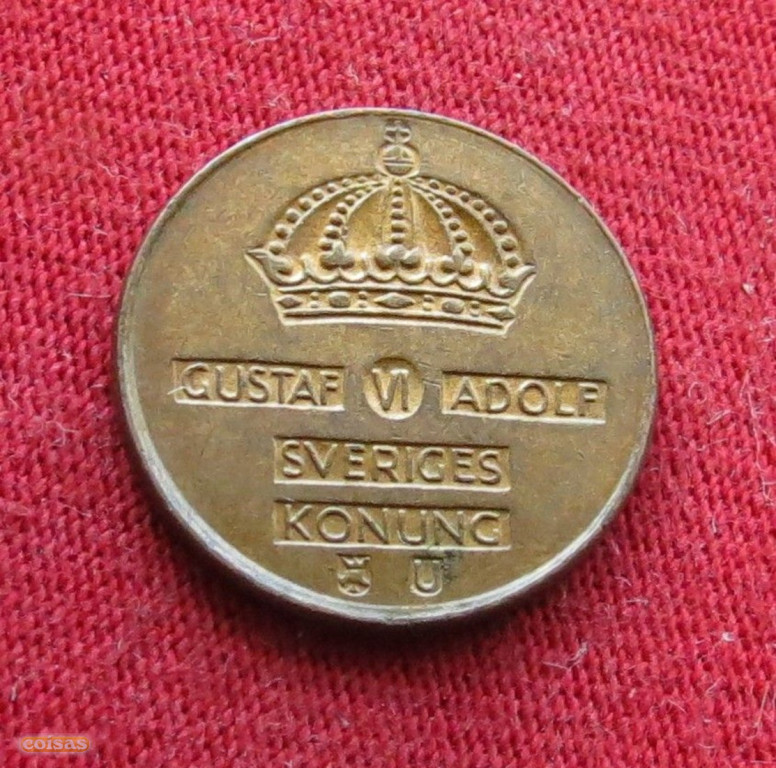 GUSTAF VI ADOLF
SVERIGES
KONUNG
U
coisas